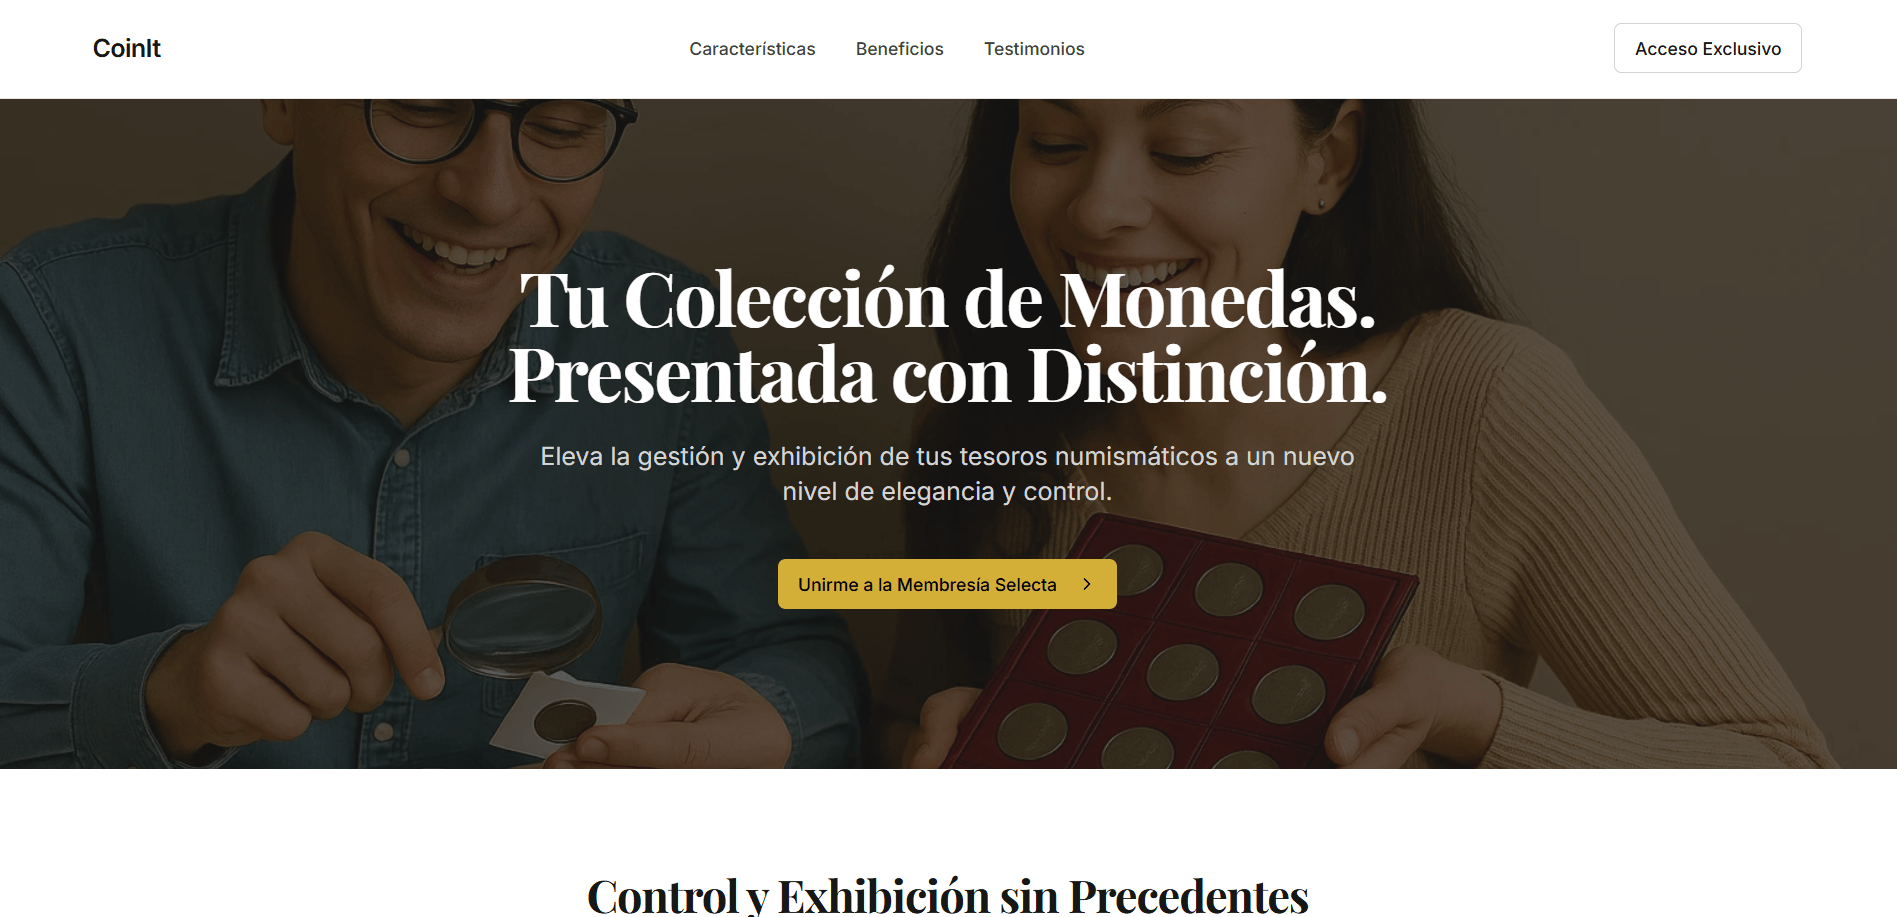 CoinIt
Características
Beneficios
Testimonios
Acceso Exclusivo
Tu Colección de Monedas.
Presentada con Distinción.
Eleva la gestión y exhibición de tus tesoros numismáticos a un nuevo
nivel de elegancia y control.
Unirme a la Membresía Selecta
Control y Exhibición sin Precedentes